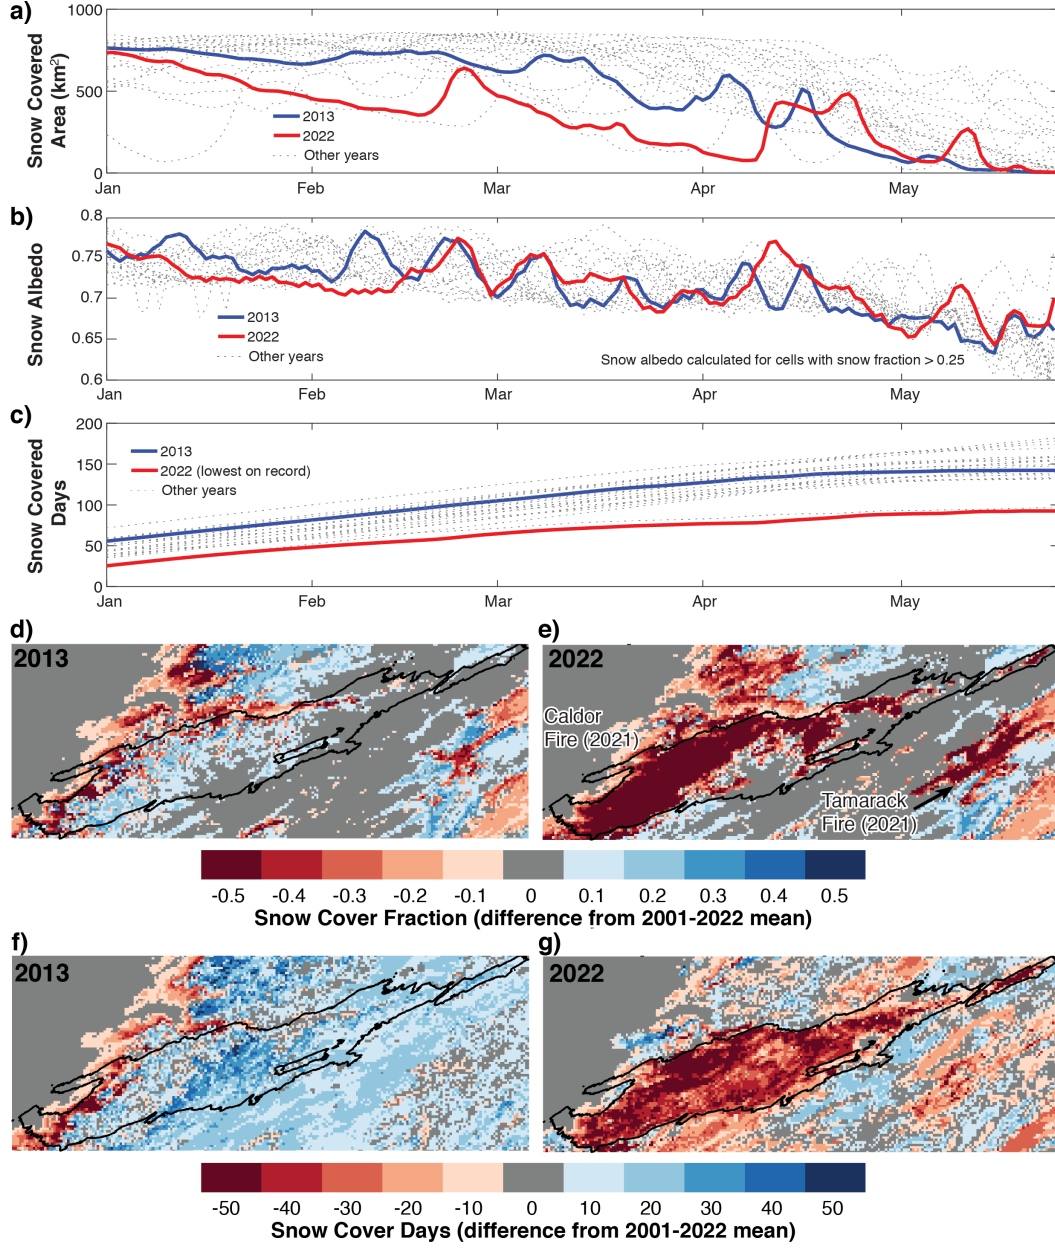 a)
1000
500
0
Snow Covered
Area (km²)
2013
2022
Other years
Jan Feb Mar Apr May
b)
0.8
0.75
0.7
0.65
0.6
Snow Albedo
2013
2022
Other years
Snow albedo calculated for cells with snow fraction > 0.25
Jan Feb Mar Apr May
c)
200
150
100
50
0
Snow Covered
Days
2013
2022 (lowest on record)
Other years
Jan Feb Mar Apr May
d)
2013
e)
2022
Caldor
Fire (2021)
Tamarack
Fire (2021)
-0.5 -0.4 -0.3 -0.2 -0.1 0 0.1 0.2 0.3 0.4 0.5
Snow Cover Fraction (difference from 2001-2022 mean)
f)
2013
g)
2022
-50 -40 -30 -20 -10 0 10 20 30 40 50
Snow Cover Days (difference from 2001-2022 mean)